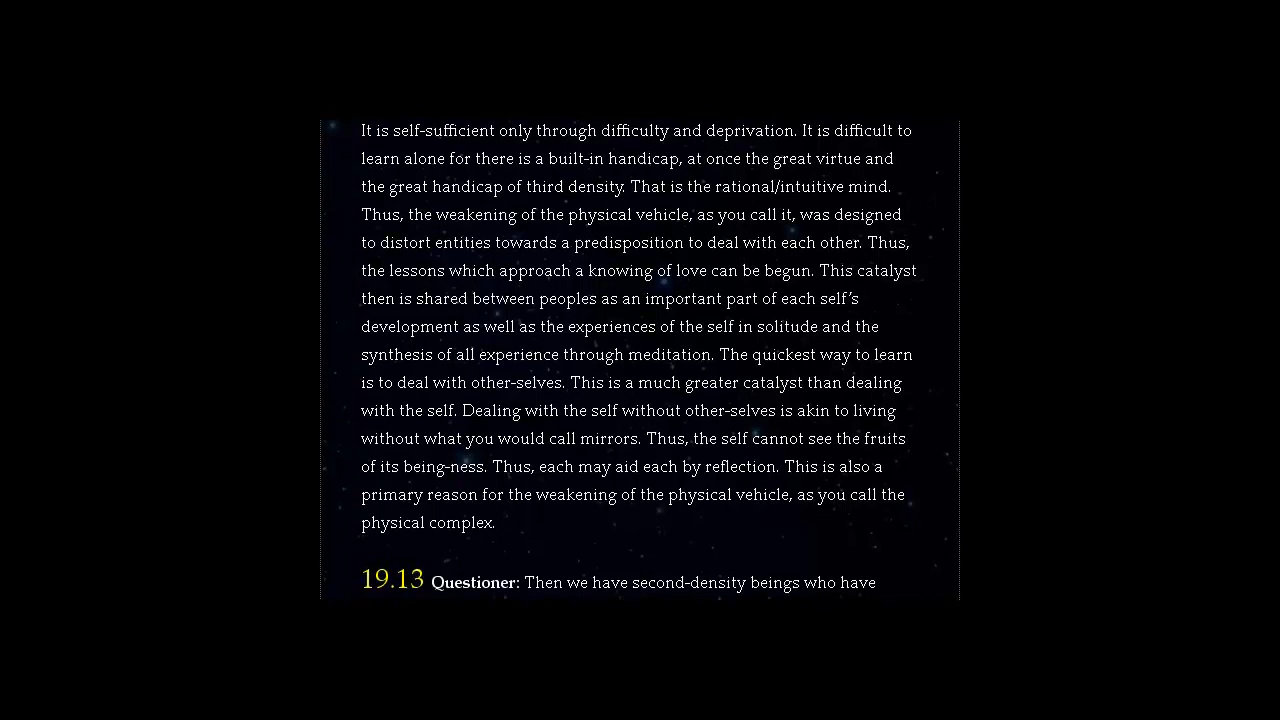 It is self-sufficient only through difficulty and deprivation. It is difficult to
learn alone for there is a built-in handicap, at once the great virtue and
the great handicap of third density. That is the rational/intuitive mind.
Thus, the weakening of the physical vehicle, as you call it, was designed
to distort entities towards a predisposition to deal with each other. Thus,
the lessons which approach a knowing of love can be begun. This catalyst
then is shared between peoples as an important part of each self’s
development as well as the experiences of the self in solitude and the
synthesis of all experience through meditation. The quickest way to learn
is to deal with other-selves. This is a much greater catalyst than dealing
with the self. Dealing with the self without other-selves is akin to living
without what you would call mirrors. Thus, the self cannot see the fruits
of its being-ness. Thus, each may aid each by reflection. This is also a
primary reason for the weakening of the physical vehicle, as you call the
physical complex.
19.13 Questioner: Then we have second-density beings who have